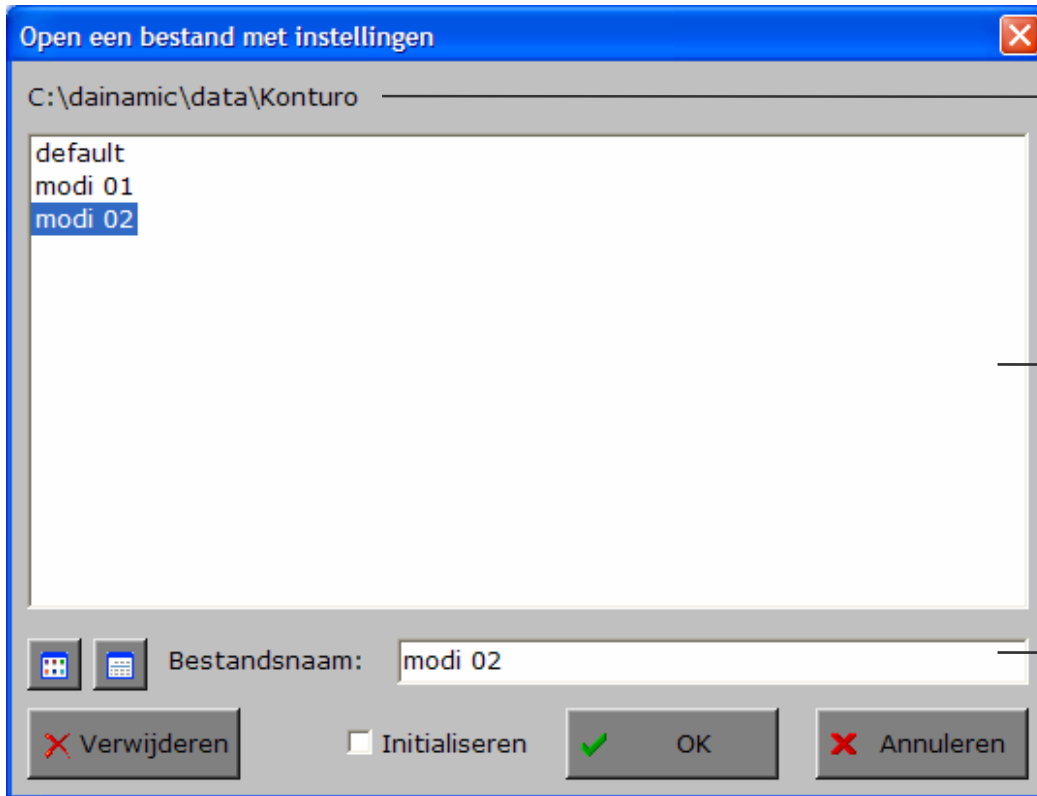 Open een bestand met instellingen
C:\dainamic\data\Konturo
default
modi 01
modi 02
Bestandsnaam: modi 02
Verwijderen Initialiseren OK Annuleren